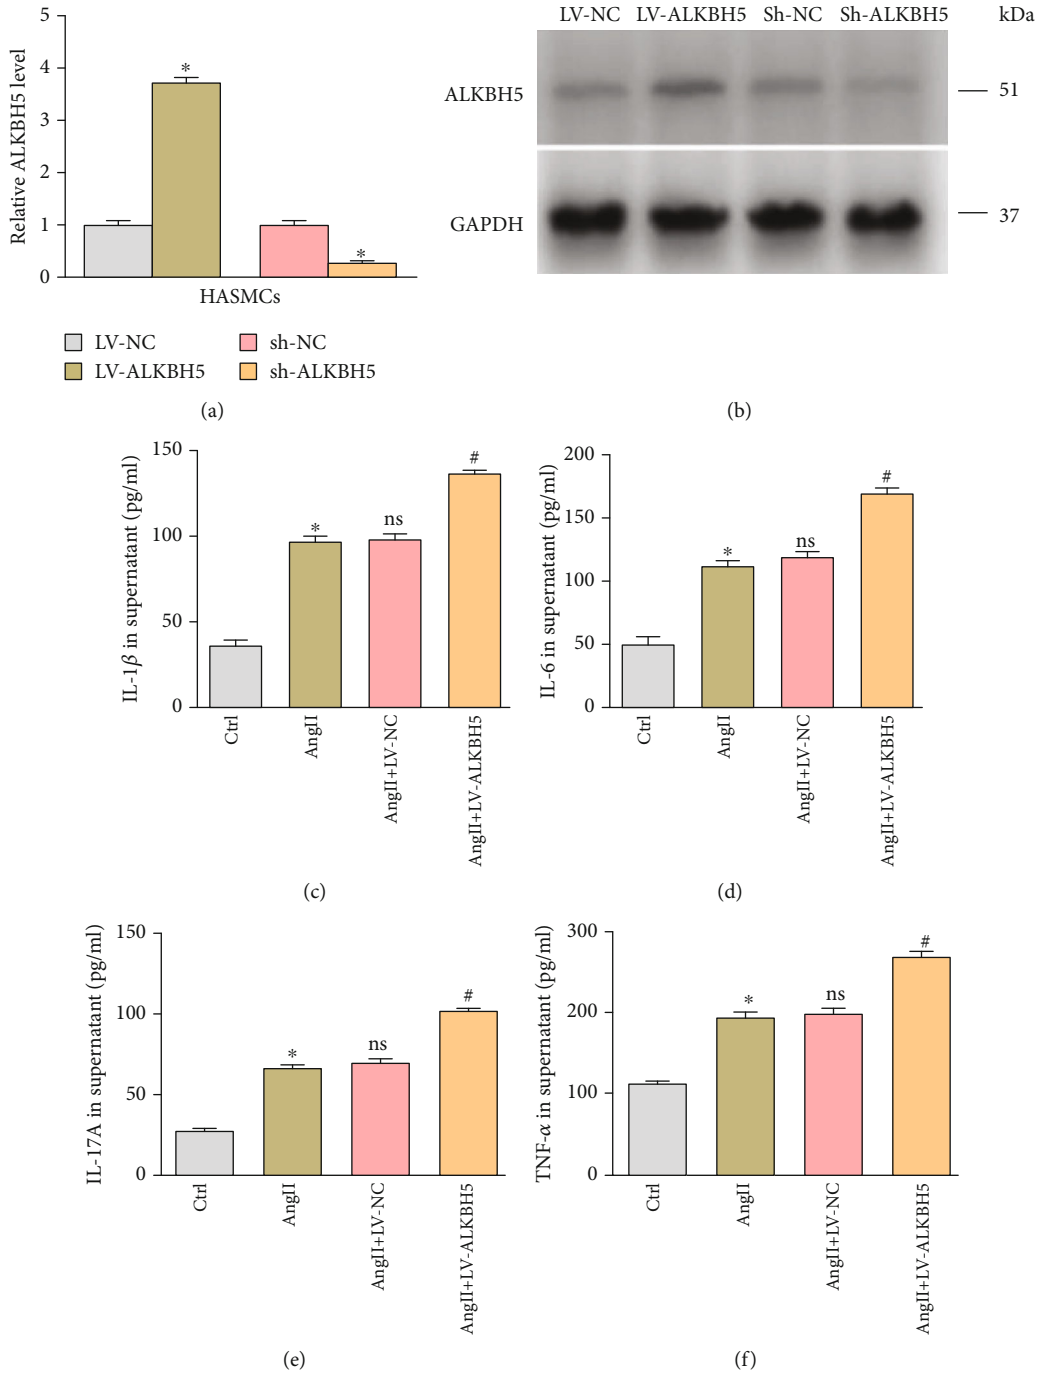 Relative ALKBH5 level
5
4
3
2
1
0
*
*
HASMCs
LV-NC
LV-ALKBH5
sh-NC
sh-ALKBH5
(a)
LV-NC LV-ALKBH5 Sh-NC Sh-ALKBH5 kDa
ALKBH5
51
GAPDH
37
(b)
IL-1β in supernatant (pg/ml)
150
100
50
0
*
ns
#
Ctrl
AngII
AngII+LV-NC
AngII+LV-ALKBH5
(c)
IL-6 in supernatant (pg/ml)
200
150
100
50
0
*
ns
#
Ctrl
AngII
AngII+LV-NC
AngII+LV-ALKBH5
(d)
IL-17A in supernatant (pg/ml)
150
100
50
0
*
ns
#
Ctrl
AngII
AngII+LV-NC
AngII+LV-ALKBH5
(e)
TNF-α in supernatant (pg/ml)
300
200
100
0
*
ns
#
Ctrl
AngII
AngII+LV-NC
AngII+LV-ALKBH5
(f)